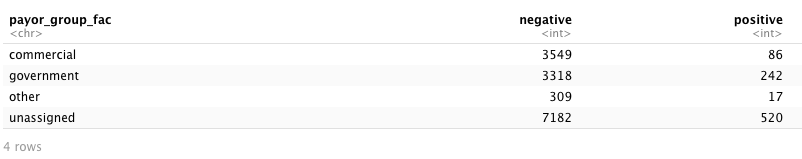 payor_group_fac negative positive
<chr> <int> <int>
commercial 3549 86
government 3318 242
other 309 17
unassigned 7182 520
4 rows